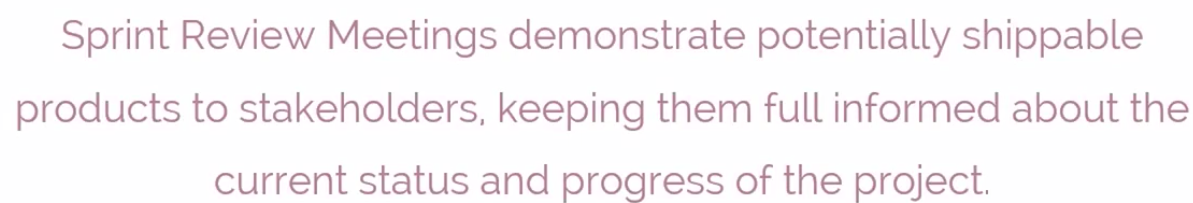 Sprint Review Meetings demonstrate potentially shippable
products to stakeholders, keeping them full informed about the
current status and progress of the project.